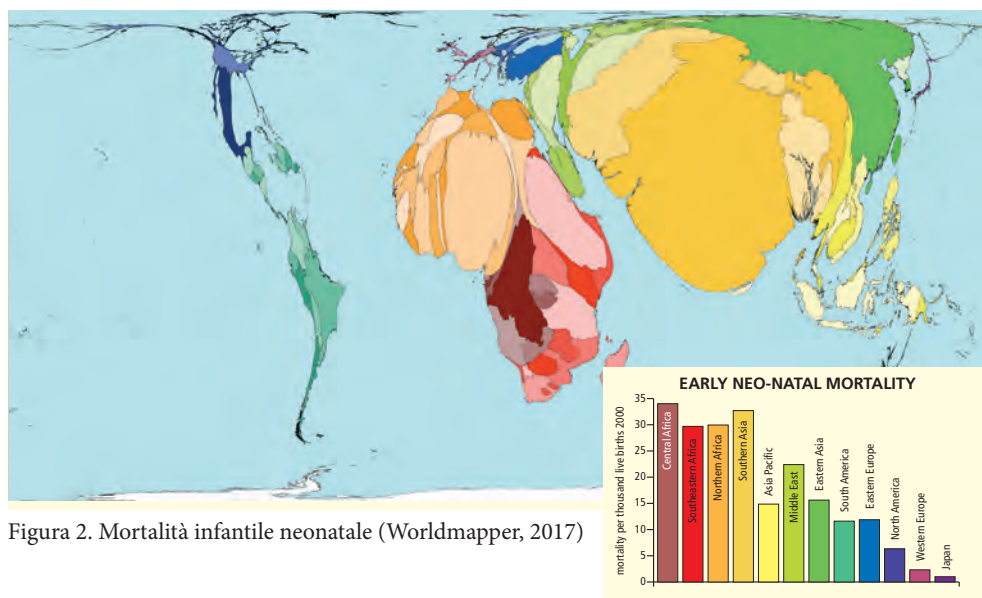 EARLY NEO-NATAL MORTALITY
mortality per thousand live births 2000
35
30
25
20
15
10
5
0
Central Africa
Southeastern Africa
Northern Africa
Southern Asia
Asia Pacific
Middle East
Eastern Asia
South America
Eastern Europe
North America
Western Europe
Japan
Figura 2. Mortalità infantile neonatale (Worldmapper, 2017)